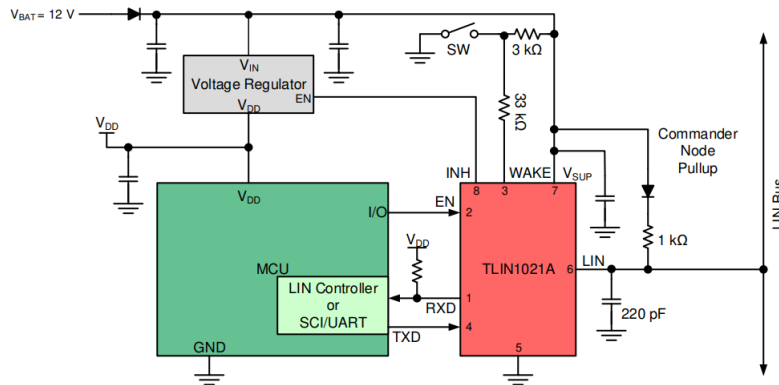 V_BAT = 12 V
SW
3 kΩ
V_IN
Voltage Regulator
EN
V_DD
33 kΩ
V_DD
Commander
Node
Pullup
LIN Bus
INH
WAKE
V_SUP
8
3
7
V_DD
I/O
EN
2
V_DD
1 kΩ
MCU
TLIN1021A
LIN
6
LIN Controller
or
SCI/UART
1
RXD
4
TXD
220 pF
GND
5